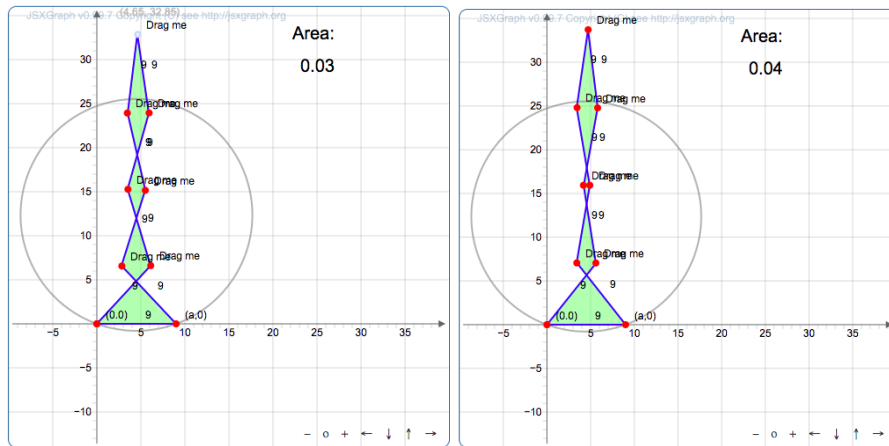 JSXGraph v0.99.7 Copyright (C) see http://jsxgraph.org
(4.65, 32.85)
Drag me
Area:
0.03
30
9 9
25
Drag me Drag me
20
9 9
15
Drag me Drag me
10
9 9
Drag me Drag me
5
9 9
(0.0) 9 (a,0)
−5 5 10 15 20 25 30 35
−5
−10
− o + ← ↓ ↑ →
JSXGraph v0.99.7 Copyright (C) see http://jsxgraph.org
Drag me
Area:
0.04
30
9 9
25
Drag me Drag me
20
9 9
15
Drag me Drag me
10
9 9
Drag me Drag me
5
9 9
(0.0) 9 (a,0)
−5 5 10 15 20 25 30 35
−5
−10
− o + ← ↓ ↑ →